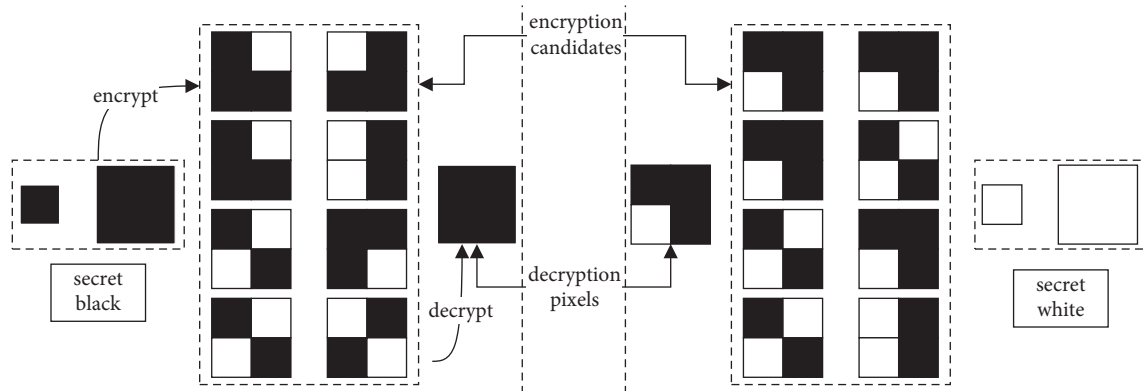 encryption
candidates
encrypt
secret
black
decrypt
decryption
pixels
secret
white